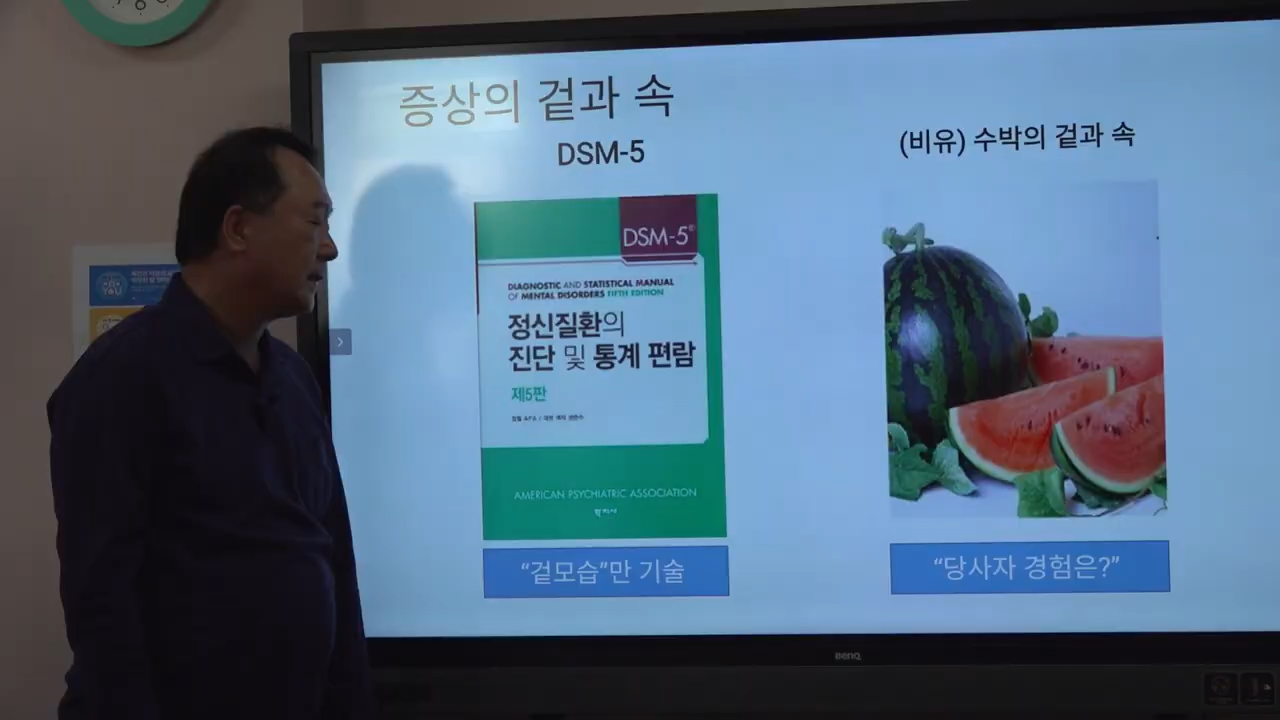 증상의 겉과 속
DSM-5
(비유) 수박의 겉과 속
DSM-5®
DIAGNOSTIC AND STATISTICAL MANUAL
OF MENTAL DISORDERS FIFTH EDITION
정신질환의
진단 및 통계 편람
제5판
AMERICAN PSYCHIATRIC ASSOCIATION
학지사
“겉모습”만 기술
“당사자 경험은?”
BenQ